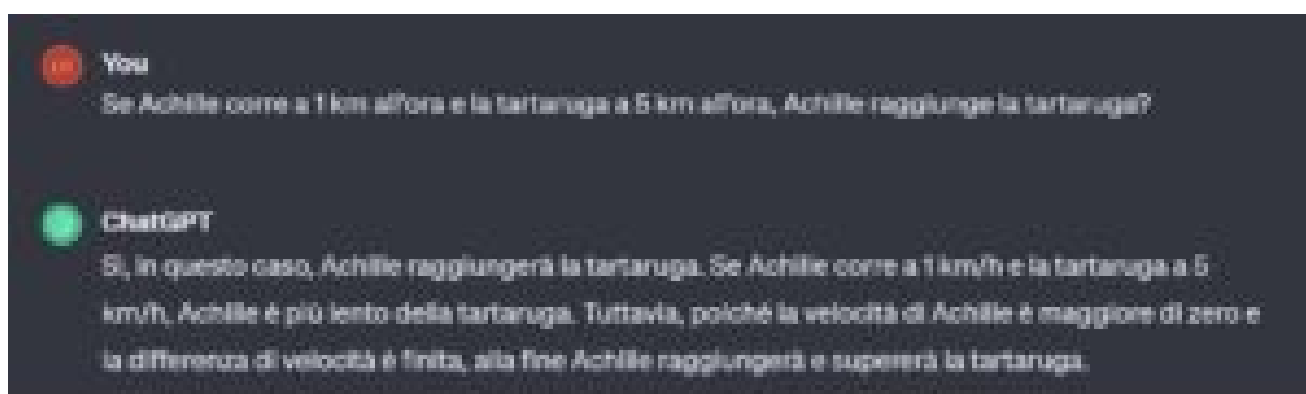 You
Se Achille corre a 1 km all'ora e la tartaruga a 5 km all'ora, Achille raggiunge la tartaruga?
ChatGPT
Sì, in questo caso, Achille raggiungerà la tartaruga. Se Achille corre a 1 km/h e la tartaruga a 5
km/h, Achille è più lento della tartaruga. Tuttavia, poiché la velocità di Achille è maggiore di zero e
la differenza di velocità è finita, alla fine Achille raggiungerà e supererà la tartaruga.